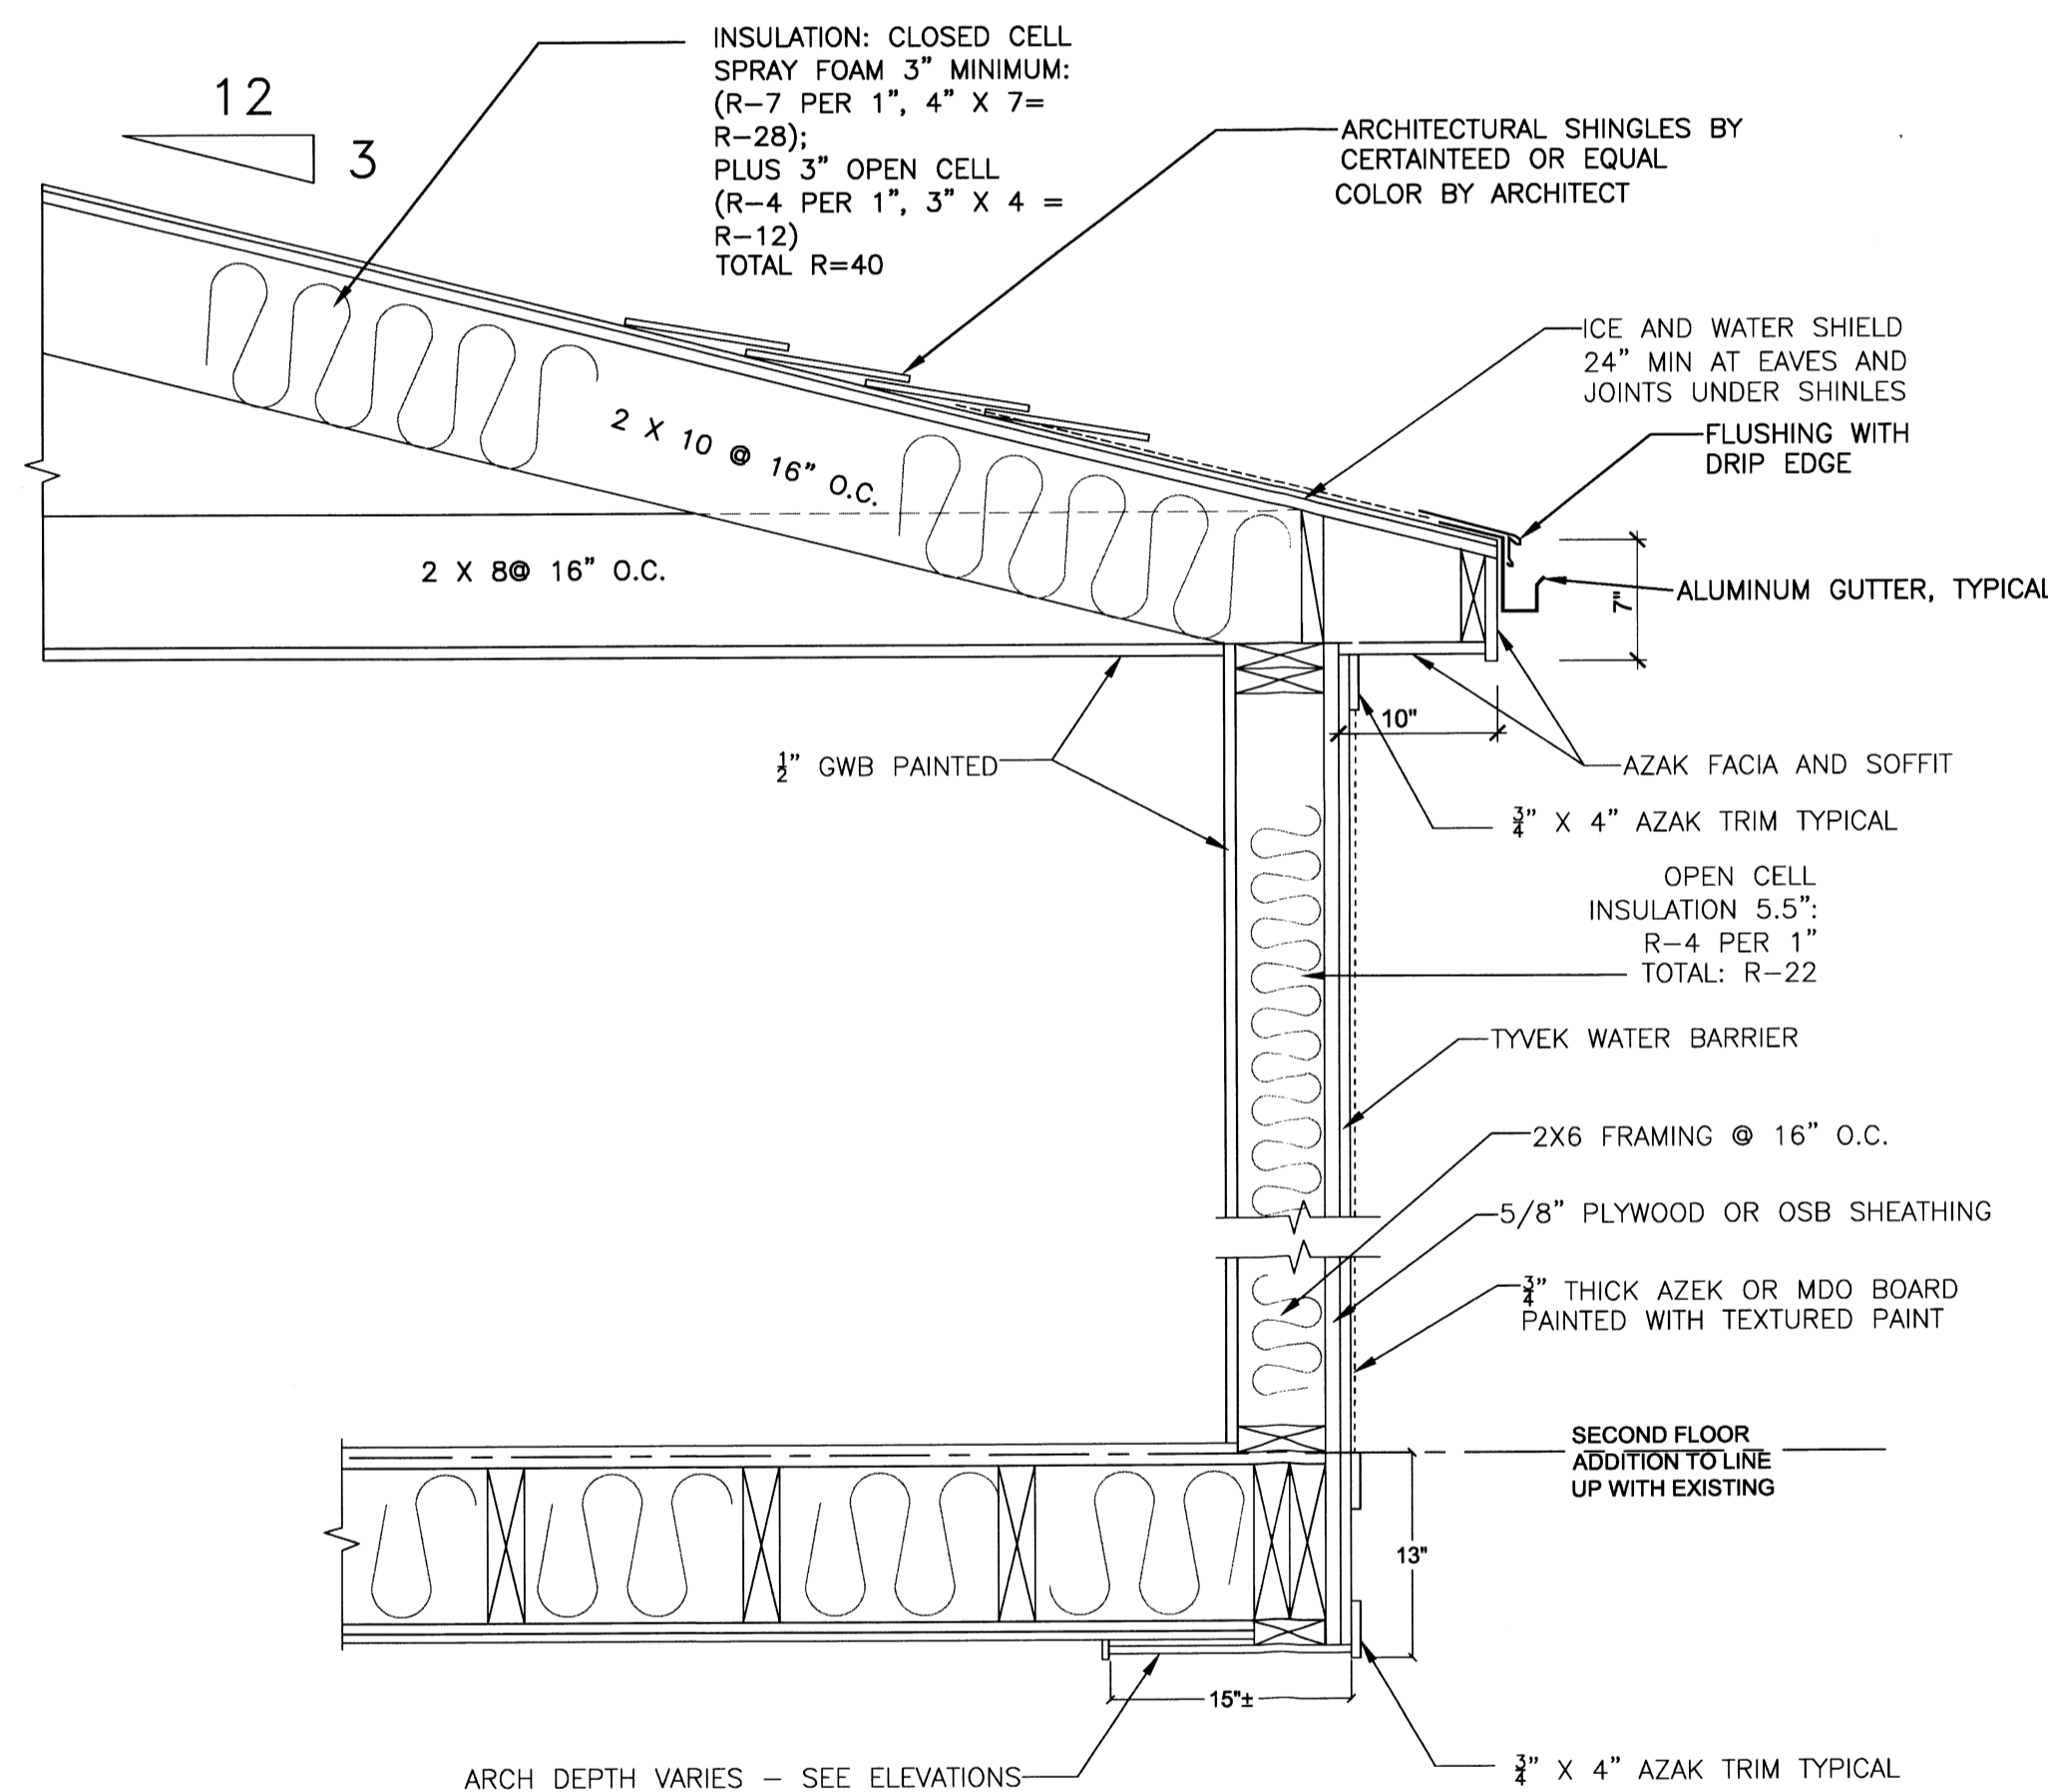 INSULATION: CLOSED CELL
SPRAY FOAM 3" MINIMUM:
(R-7 PER 1", 4" X 7=
R-28);
PLUS 3" OPEN CELL
(R-4 PER 1", 3" X 4 =
R-12)
TOTAL R=40
12
3
ARCHITECTURAL SHINGLES BY
CERTAINTEED OR EQUAL
COLOR BY ARCHITECT
ICE AND WATER SHIELD
24" MIN AT EAVES AND
JOINTS UNDER SHINLES
FLUSHING WITH
DRIP EDGE
2 X 10 @ 16" O.C.
2 X 8@ 16" O.C.
7"
ALUMINUM GUTTER, TYPICAL
10"
½" GWB PAINTED
AZAK FACIA AND SOFFIT
¾" X 4" AZAK TRIM TYPICAL
OPEN CELL
INSULATION 5.5":
R-4 PER 1"
TOTAL: R-22
TYVEK WATER BARRIER
2X6 FRAMING @ 16" O.C.
5/8" PLYWOOD OR OSB SHEATHING
¾" THICK AZEK OR MDO BOARD
PAINTED WITH TEXTURED PAINT
SECOND FLOOR
ADDITION TO LINE
UP WITH EXISTING
13"
15"±
ARCH DEPTH VARIES - SEE ELEVATIONS
¾" X 4" AZAK TRIM TYPICAL